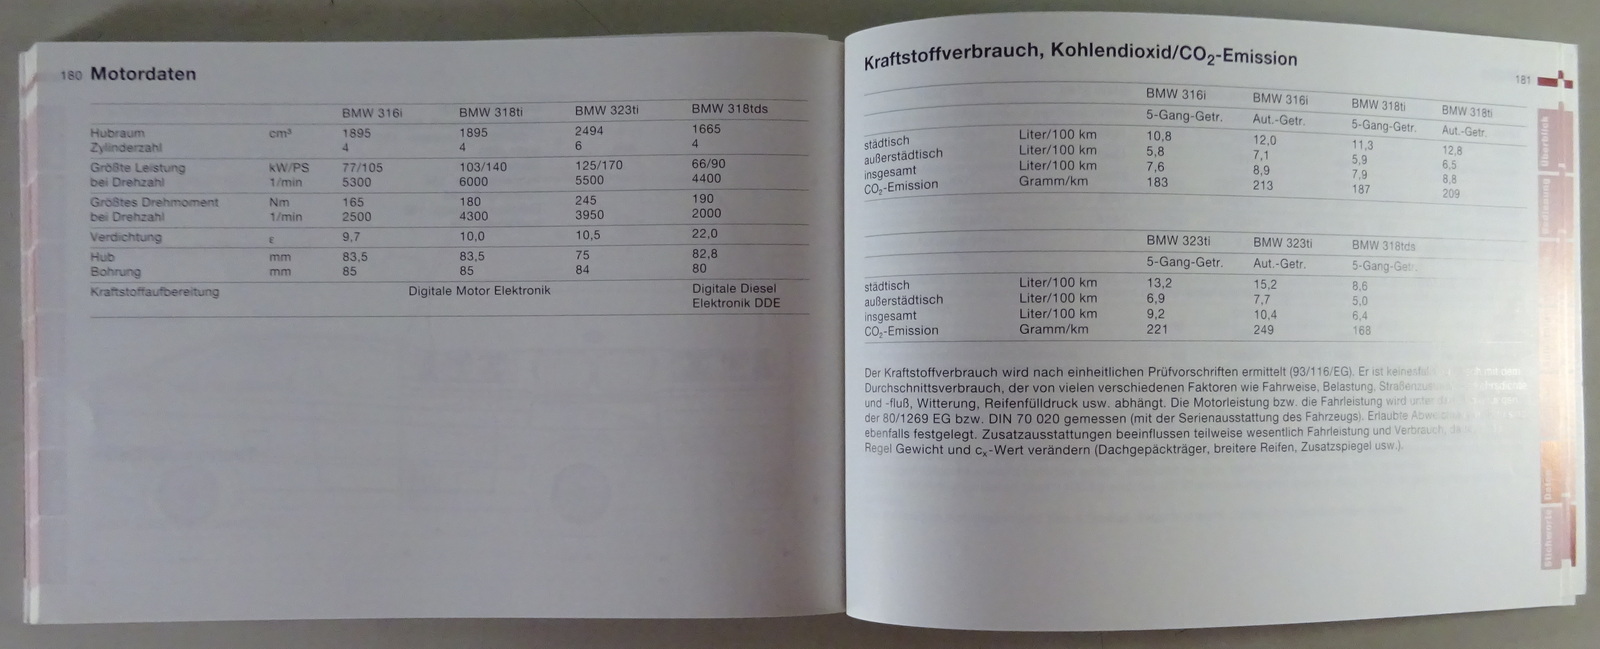 180 Motordaten
BMW 316i BMW 318ti BMW 323ti BMW 318tds
Hubraum cm³ 1895 1895 2494 1665
Zylinderzahl 4 4 6 4
Größte Leistung kW/PS 77/105 103/140 125/170 66/90
bei Drehzahl 1/min 5300 6000 5500 4400
Größtes Drehmoment Nm 165 180 245 190
bei Drehzahl 1/min 2500 4300 3950 2000
Verdichtung ε 9,7 10,0 10,5 22,0
Hub mm 83,5 83,5 75 82,8
Bohrung mm 85 85 84 80
Kraftstoffaufbereitung Digitale Motor Elektronik Digitale Diesel
Elektronik DDE
Kraftstoffverbrauch, Kohlendioxid/CO₂-Emission
181
BMW 316i BMW 316i BMW 318ti BMW 318ti
5-Gang-Getr. Aut.-Getr. 5-Gang-Getr. Aut.-Getr.
städtisch Liter/100 km 10,8 12,0 11,3 12,8
außerstädtisch Liter/100 km 5,8 7,1 5,9 6,5
insgesamt Liter/100 km 7,6 8,9 7,9 8,8
CO₂-Emission Gramm/km 183 213 187 209
BMW 323ti BMW 323ti BMW 318tds
5-Gang-Getr. Aut.-Getr. 5-Gang-Getr.
städtisch Liter/100 km 13,2 15,2 8,6
außerstädtisch Liter/100 km 6,9 7,7 5,0
insgesamt Liter/100 km 9,2 10,4 6,4
CO₂-Emission Gramm/km 221 249 168
Der Kraftstoffverbrauch wird nach einheitlichen Prüfvorschriften ermittelt (93/116/EG). Er ist
Durchschnittsverbrauch, der von vielen verschiedenen Faktoren wie Fahrweise, Belastung,
und -fluß, Witterung, Reifenfülldruck usw. abhängt. Die Motorleistung bzw. die Fahrleistung wird
der 80/1269 EG bzw. DIN 70 020 gemessen (mit der Serienausstattung des Fahrzeugs). Erlaubte
ebenfalls festgelegt. Zusatzausstattungen beeinflussen teilweise wesentlich Fahrleistung und Verbrauch,
Regel Gewicht und cₓ-Wert verändern (Dachgepäckträger, breitere Reifen, Zusatzspiegel usw.).
Überblick
Bedienung
Daten
Stichworte